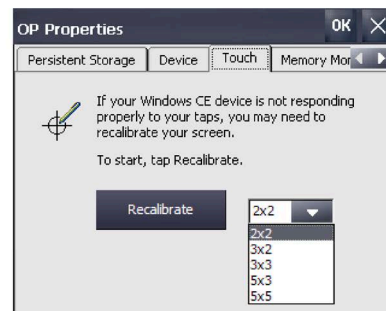 OP Properties OK
Persistent Storage Device Touch Memory Mor
If your Windows CE device is not responding
properly to your taps, you may need to
recalibrate your screen.
To start, tap Recalibrate.
Recalibrate 2x2
2x2
3x2
3x3
5x3
5x5